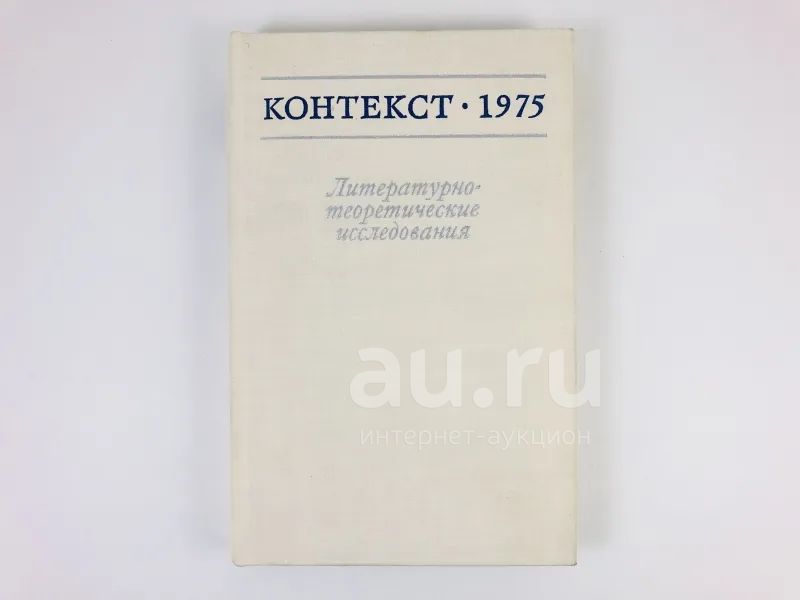 КОНТЕКСТ · 1975
Литературно-
теоретические
исследования
au.ru
интернет-аукцион